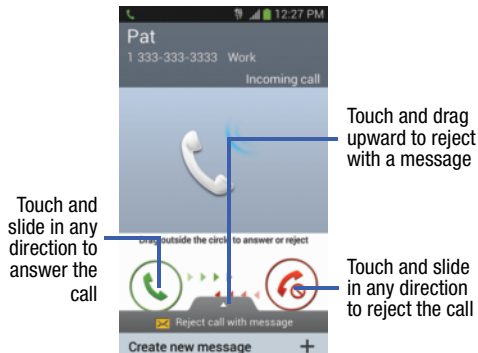 12:27 PM
Pat
1 333-333-3333 Work
Incoming call
Touch and drag
upward to reject
with a message
Touch and
slide in any
direction to
answer the
call
Drag outside the circle to answer or reject
Touch and slide
in any direction
to reject the call
Reject call with message
Create new message +